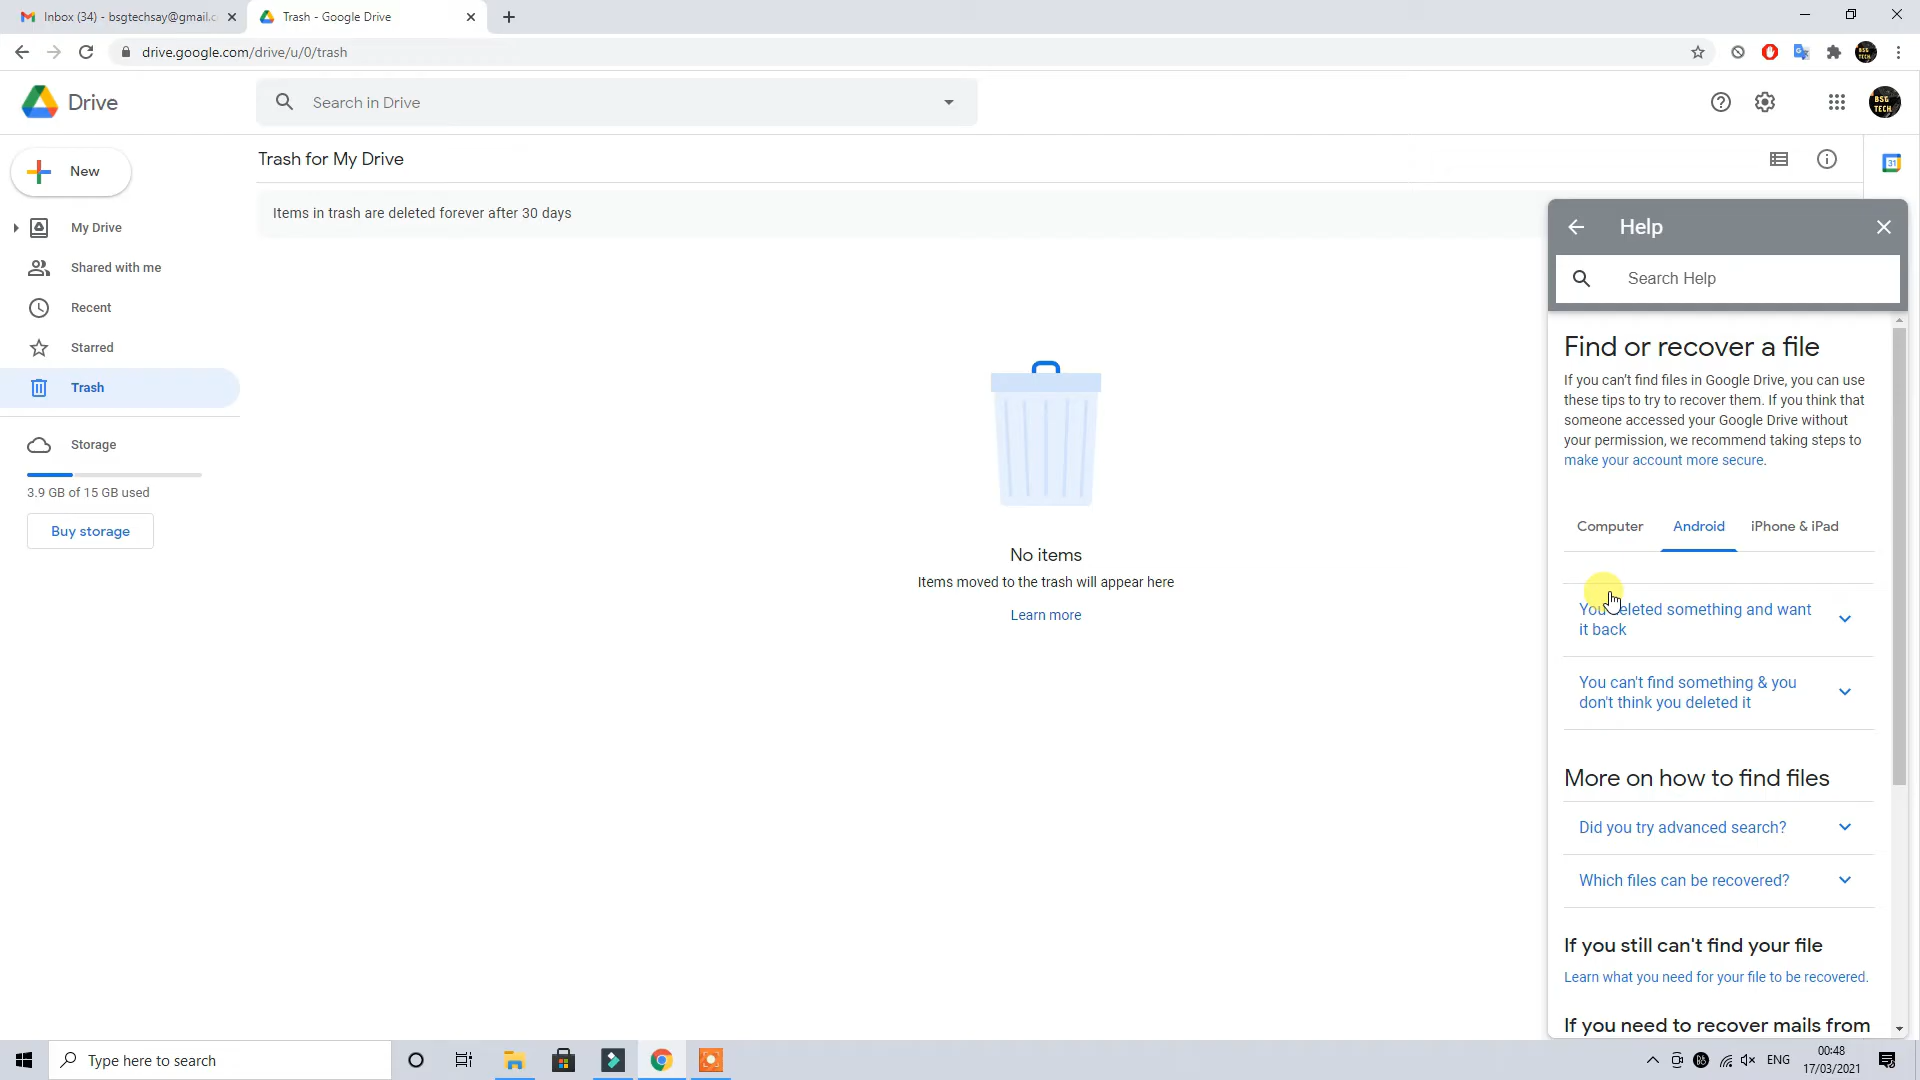 Inbox (34) - bsgtechsay@gmail.c
Trash - Google Drive
drive.google.com/drive/u/0/trash
Drive
Search in Drive
BSG
TECH
New
My Drive
Shared with me
Recent
Starred
Trash
Storage
3.9 GB of 15 GB used
Buy storage
Trash for My Drive
Items in trash are deleted forever after 30 days
No items
Items moved to the trash will appear here
Learn more
31
Help
Search Help
Find or recover a file
If you can't find files in Google Drive, you can use
these tips to try to recover them. If you think that
someone accessed your Google Drive without
your permission, we recommend taking steps to
make your account more secure.
Computer
Android
iPhone & iPad
You deleted something and want
it back
You can't find something & you
don't think you deleted it
More on how to find files
Did you try advanced search?
Which files can be recovered?
If you still can't find your file
Learn what you need for your file to be recovered.
If you need to recover mails from
Type here to search
ENG
00:48
17/03/2021